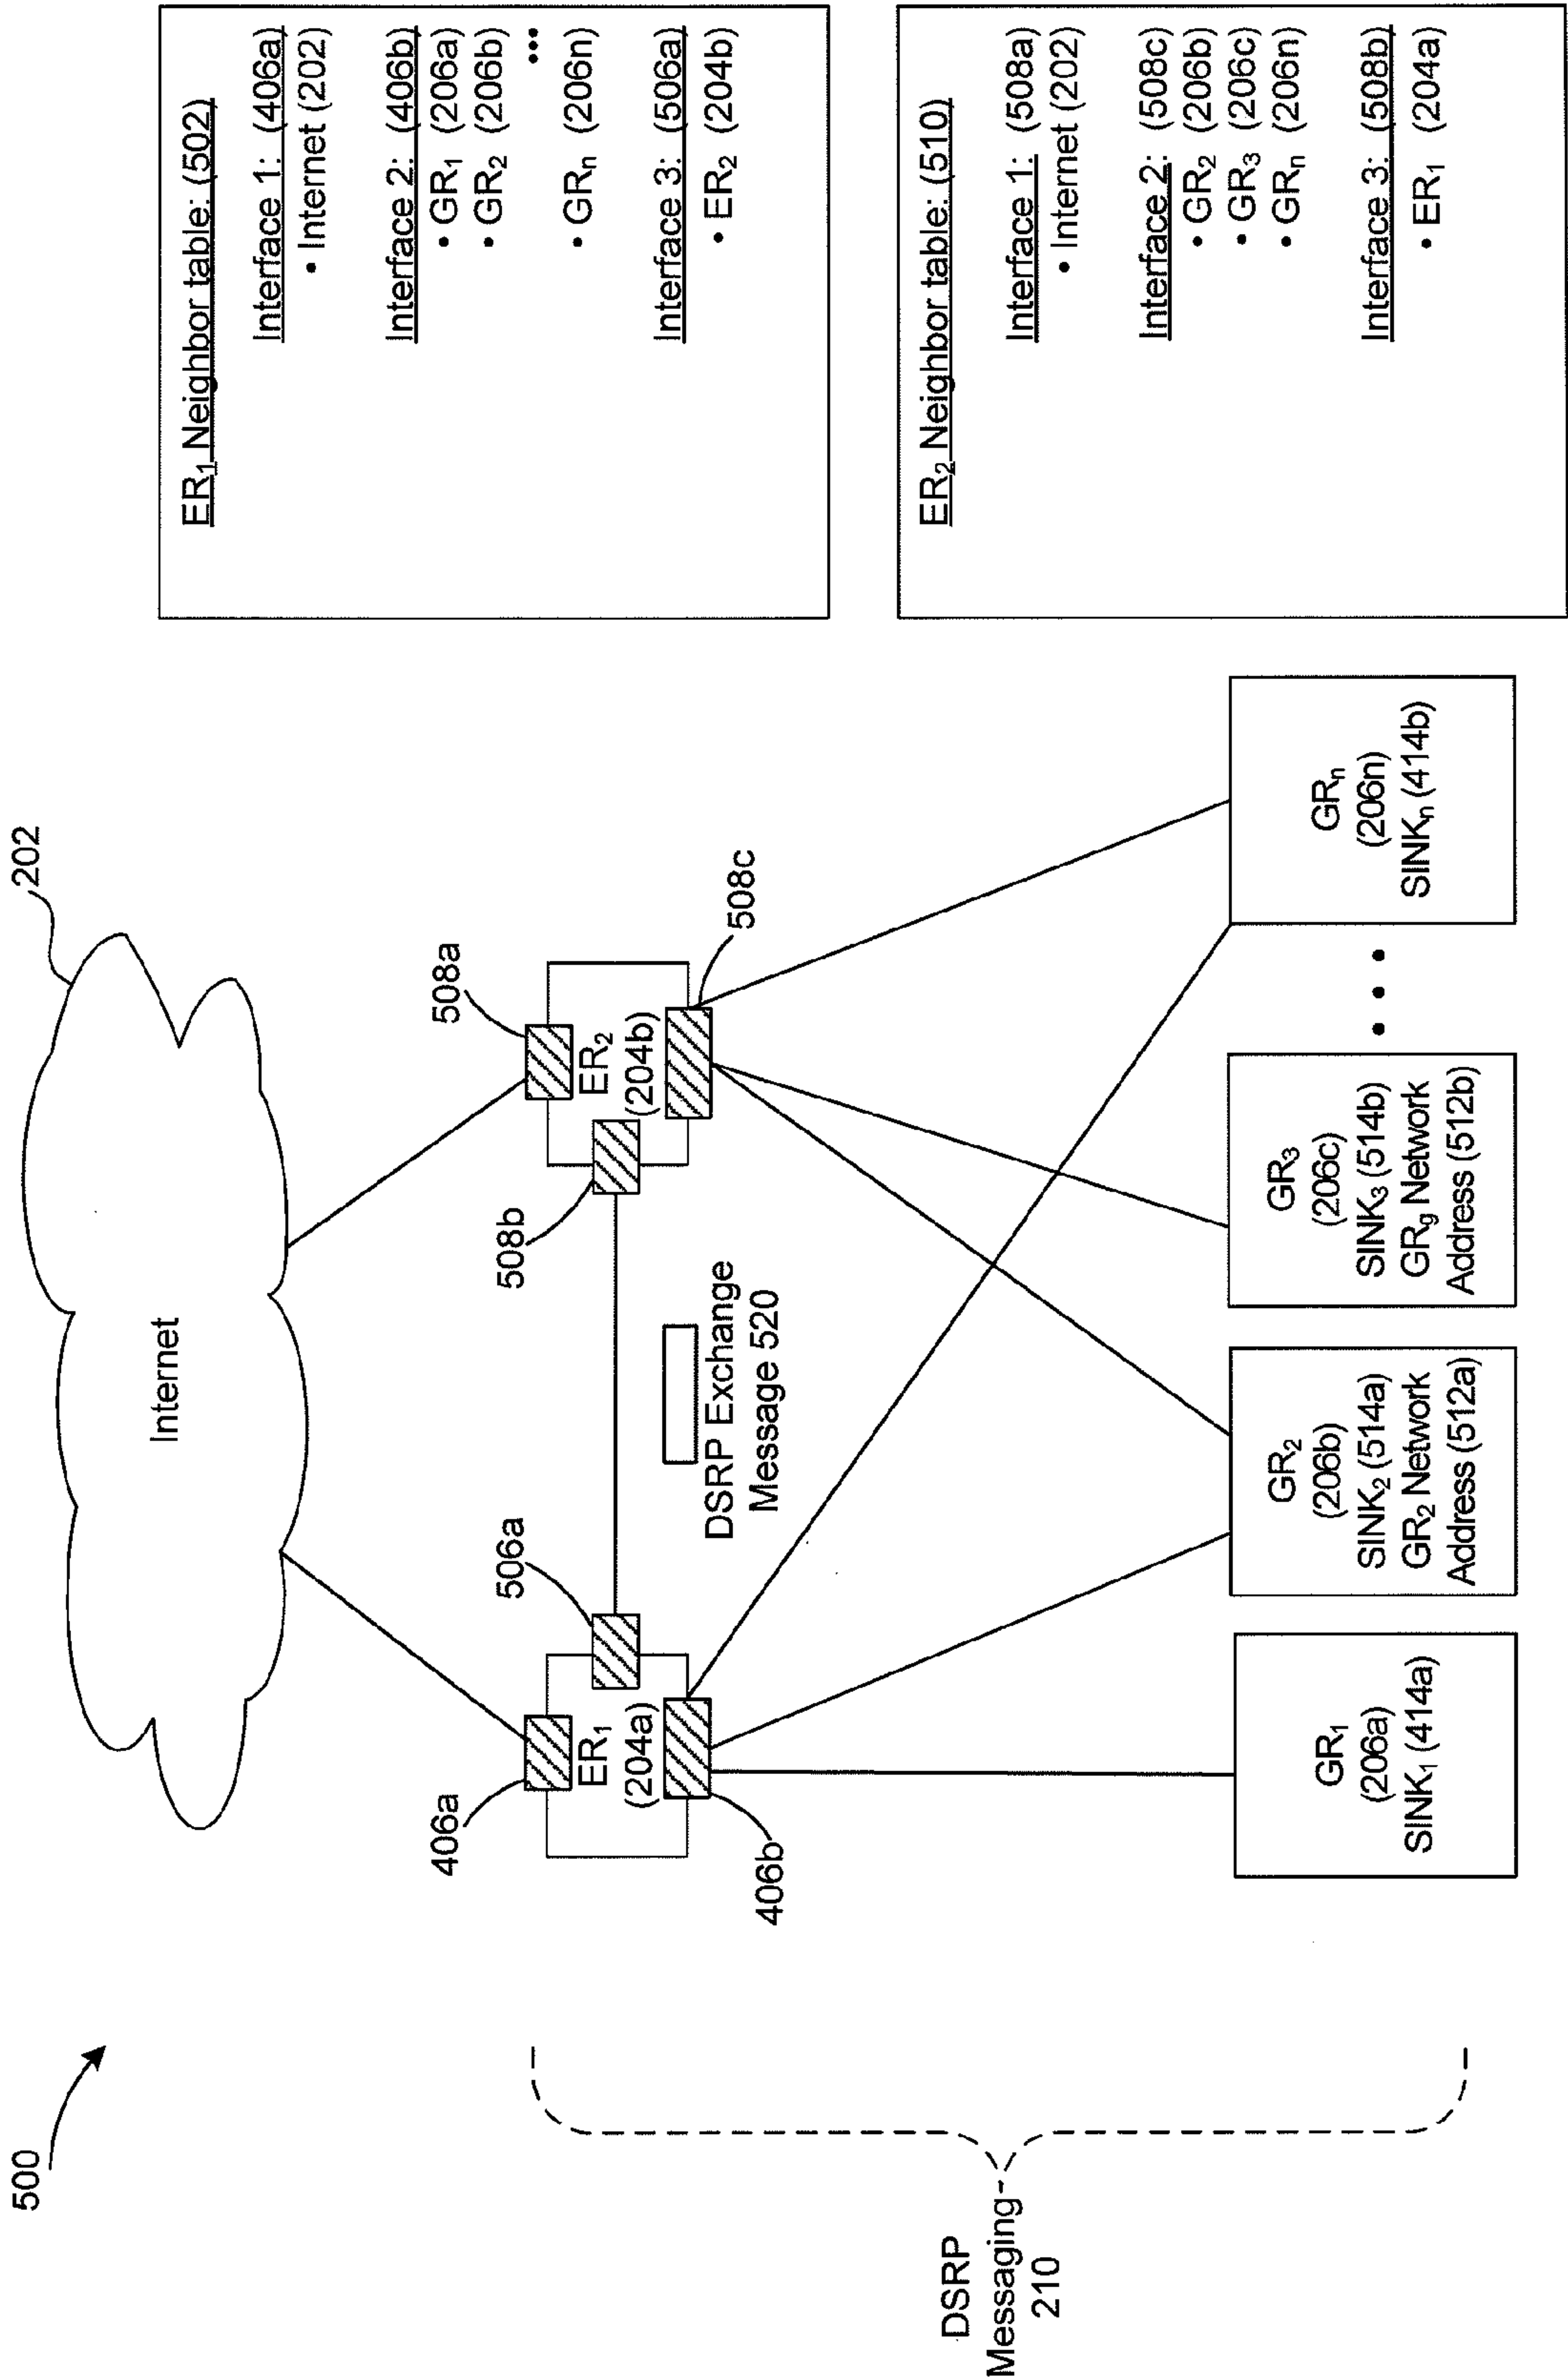 500
202
Internet
406a
506a
508b
508a
ER₁
(204a)
ER₂
(204b)
406b
508c
DSRP Exchange
Message 520
DSRP
Messaging
210
GR₁
(206a)
SINK₁ (414a)
GR₂
(206b)
SINK₂ (514a)
GR₂ Network
Address (512a)
GR₃
(206c)
SINK₃ (514b)
GRg Network
Address (512b)
• • •
GRₙ
(206n)
SINKₙ (414b)
ER₁ Neighbor table: (502)
Interface 1: (406a)
• Internet (202)
Interface 2: (406b)
• GR₁ (206a)
• GR₂ (206b)
•••
• GRₙ (206n)
Interface 3: (506a)
• ER₂ (204b)
ER₂ Neighbor table: (510)
Interface 1: (508a)
• Internet (202)
Interface 2: (508c)
• GR₂ (206b)
• GR₃ (206c)
• GRₙ (206n)
Interface 3: (508b)
• ER₁ (204a)